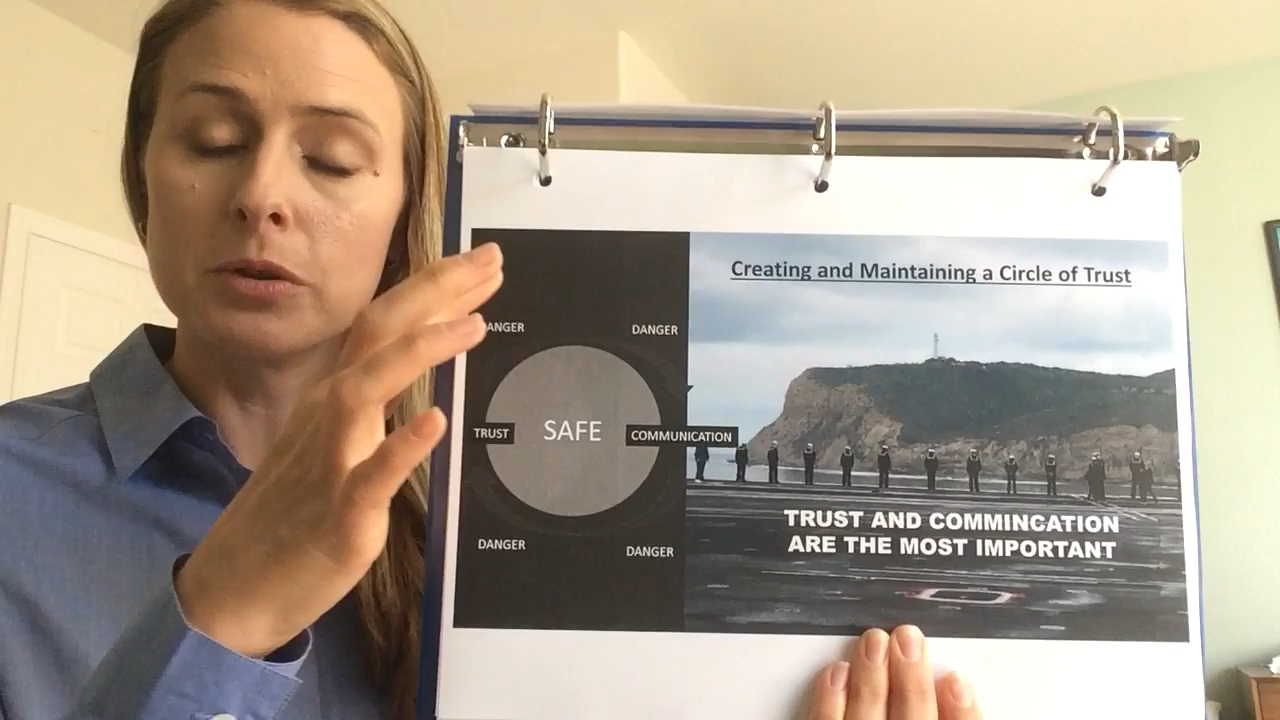 Creating and Maintaining a Circle of Trust
ANGER
DANGER
SAFE
TRUST
COMMUNICATION
DANGER
DANGER
TRUST AND COMMINCATION
ARE THE MOST IMPORTANT